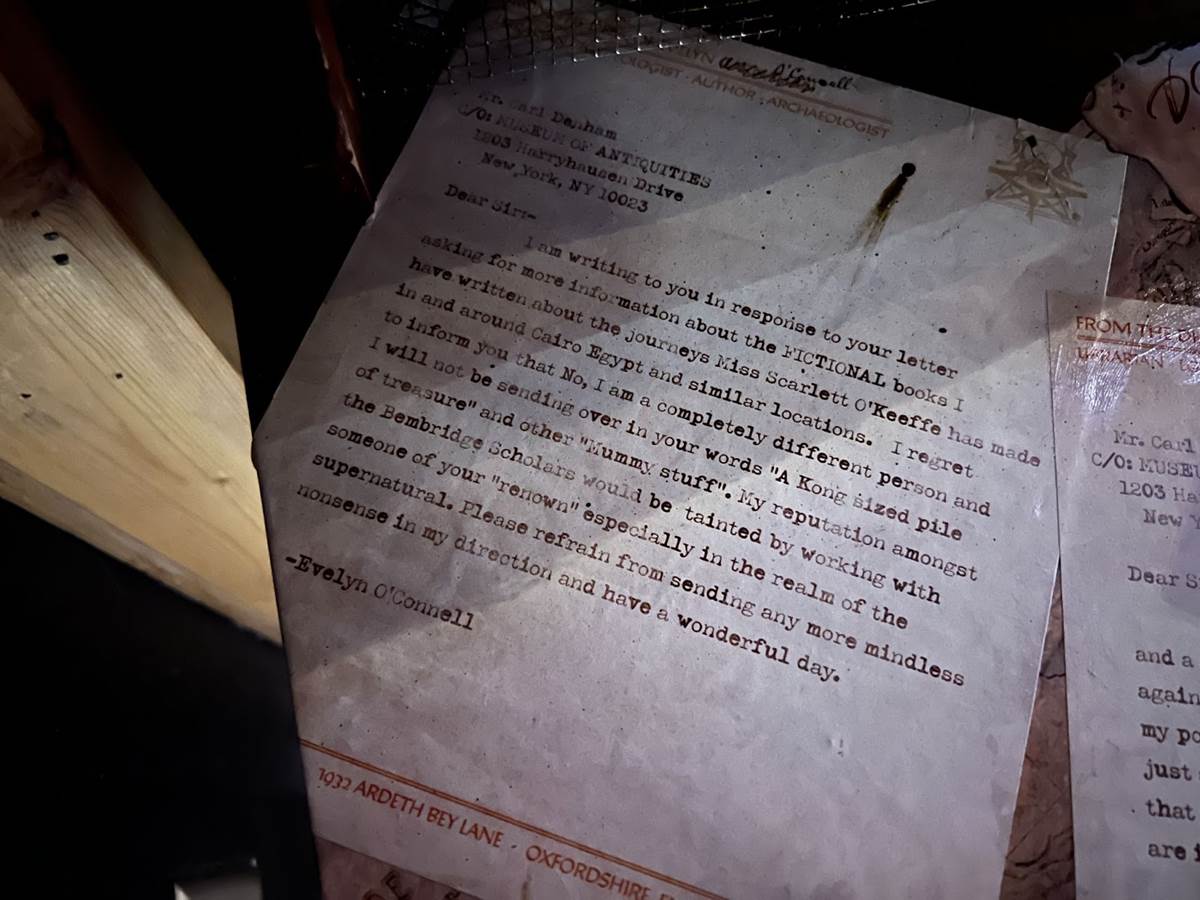 O'Connell
OLOGIST · AUTHOR · ARCHAEOLOGIST
Mr. Carl Denham
C/O: MUSEUM OF ANTIQUITIES
1203 Harryhausen Drive
New York, NY 10023
Dear Sir:-
I am writing to you in response to your letter
asking for more information about the FICTIONAL books I
have written about the journeys Miss Scarlett O'Keeffe has made
in and around Cairo Egypt and similar locations. I regret
to inform you that No, I am a completely different person and
I will not be sending over in your words "A Kong sized pile
of treasure" and other "Mummy stuff". My reputation amongst
the Bembridge Scholars would be tainted by working with
someone of your "renown" especially in the realm of the
supernatural. Please refrain from sending any more mindless
nonsense in my direction and have a wonderful day.
-Evelyn O'Connell
1932 ARDETH BEY LANE · OXFORDSHIRE,
FROM THE
LIBRARIAN
Mr. Carl
C/O: MUSE
1203 Ha
New
Dear S
and a
again
my po
just
that
are